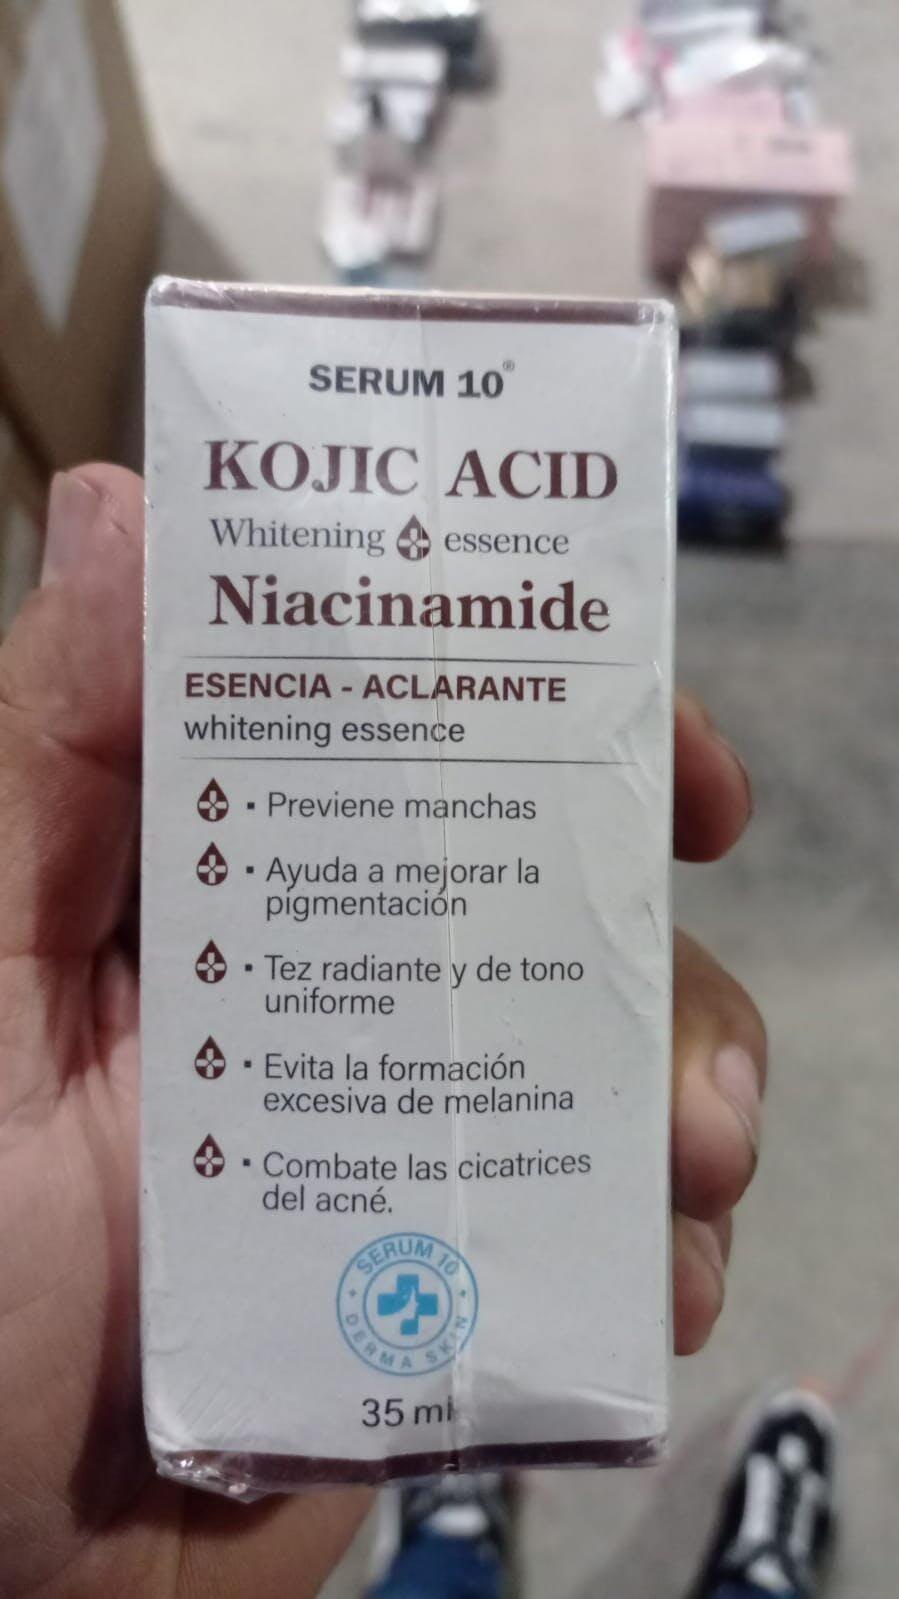 SERUM 10®
KOJIC ACID
Whitening essence
Niacinamide
ESENCIA - ACLARANTE
whitening essence
▪ Previene manchas
▪ Ayuda a mejorar la
pigmentación
▪ Tez radiante y de tono
uniforme
▪ Evita la formación
excesiva de melanina
▪ Combate las cicatrices
del acné.
SERUM 10
DERMA SKIN
35 ml